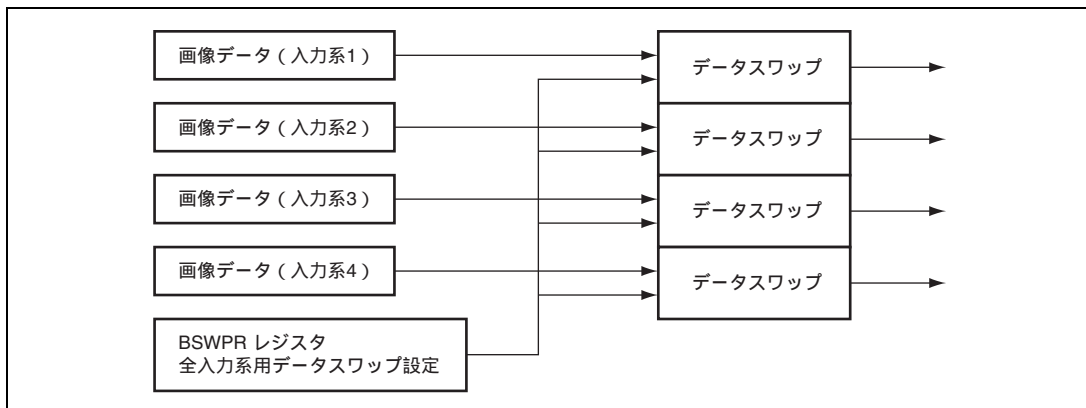 画像データ（入力系1）
データスワップ
画像データ（入力系2）
データスワップ
画像データ（入力系3）
データスワップ
画像データ（入力系4）
データスワップ
BSWPR レジスタ
全入力系用データスワップ設定